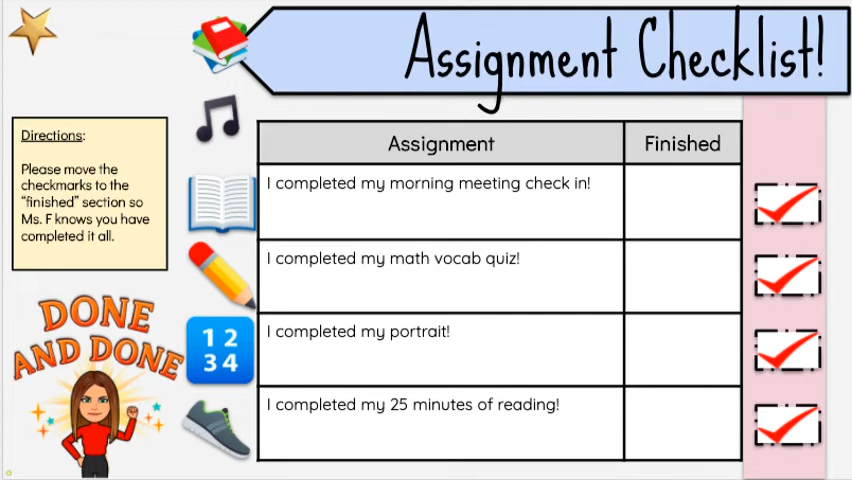 Assignment Checklist!
Directions:
Please move the
checkmarks to the
“finished” section so
Ms. F knows you have
completed it all.
Assignment Finished
I completed my morning meeting check in!
I completed my math vocab quiz!
I completed my portrait!
I completed my 25 minutes of reading!
1 2
3 4
DONE
AND DONE